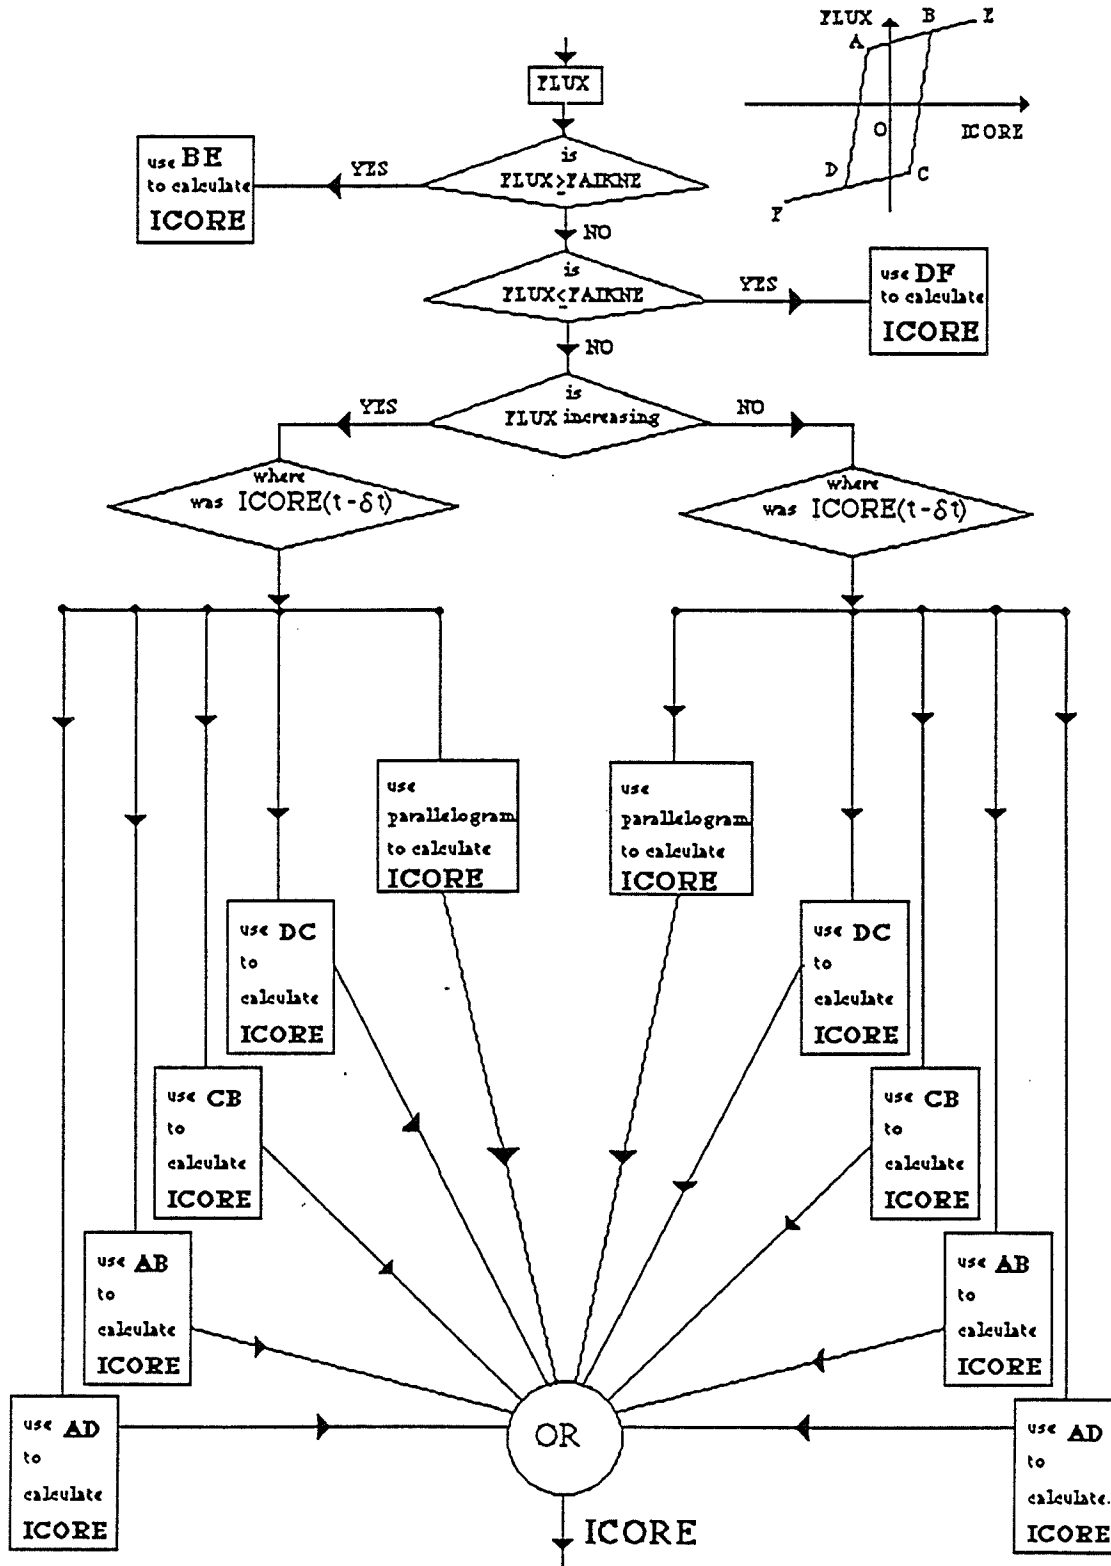 FLUX
B
E
A
O
ICORE
D
C
F
FLUX
is
FLUX≥FAIKNE
YES
use BE
to calculate
ICORE
NO
is
FLUX≤FAIKNE
YES
use DF
to calculate
ICORE
NO
is
FLUX increasing
YES
NO
where
was ICORE(t-δt)
where
was ICORE(t-δt)
use
parallelogram
to calculate
ICORE
use
parallelogram
to calculate
ICORE
use DC
to
calculate
ICORE
use DC
to
calculate
ICORE
use CB
to
calculate
ICORE
use CB
to
calculate
ICORE
use AB
to
calculate
ICORE
use AB
to
calculate
ICORE
use AD
to
calculate
ICORE
OR
use AD
to
calculate.
ICORE
ICORE